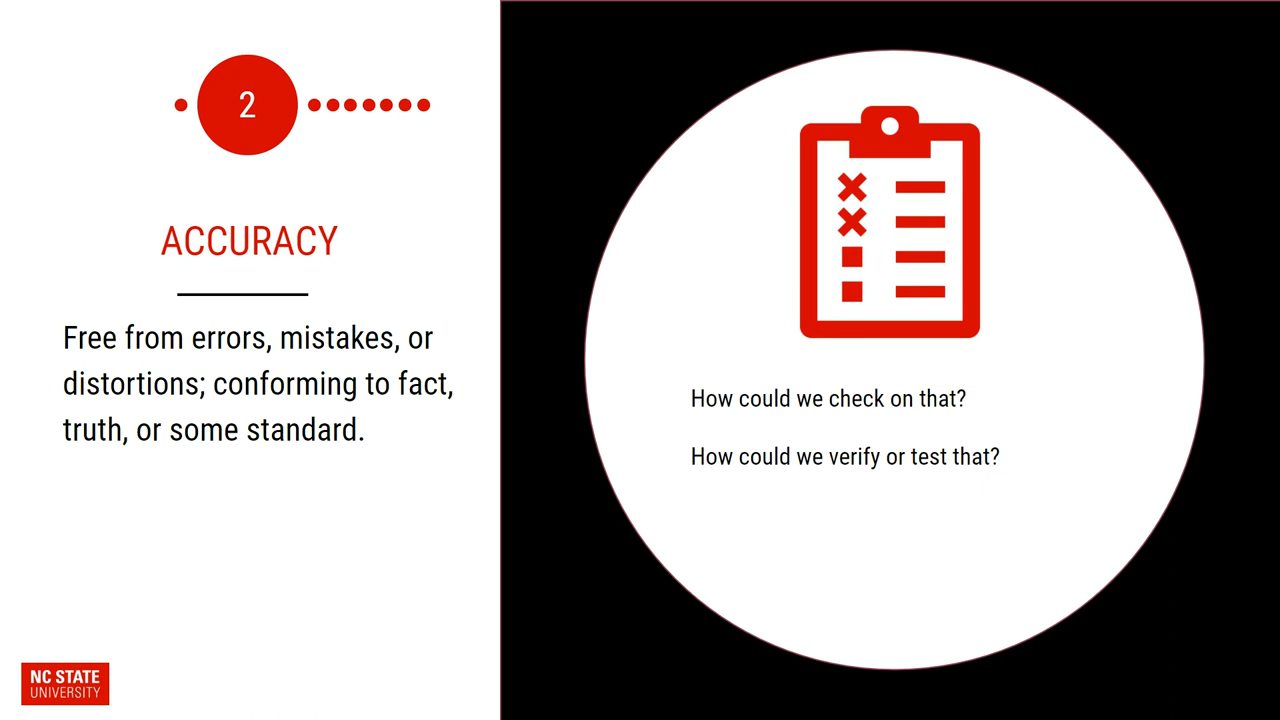 2
ACCURACY
Free from errors, mistakes, or
distortions; conforming to fact,
truth, or some standard.
How could we check on that?
How could we verify or test that?
NC STATE
UNIVERSITY